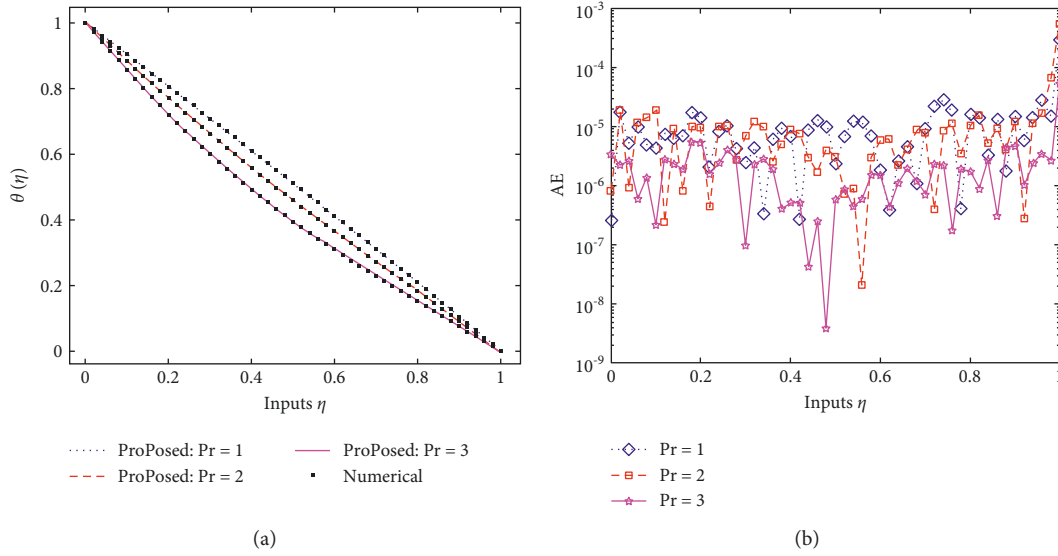 1
0.8
0.6
0.4
0.2
0
θ (η)
0 0.2 0.4 0.6 0.8 1
Inputs η
ProPosed: Pr = 1
ProPosed: Pr = 2
ProPosed: Pr = 3
Numerical
(a)
10-3
10-4
10-5
10-6
10-7
10-8
10-9
AE
0 0.2 0.4 0.6 0.8 1
Inputs η
Pr = 1
Pr = 2
Pr = 3
(b)